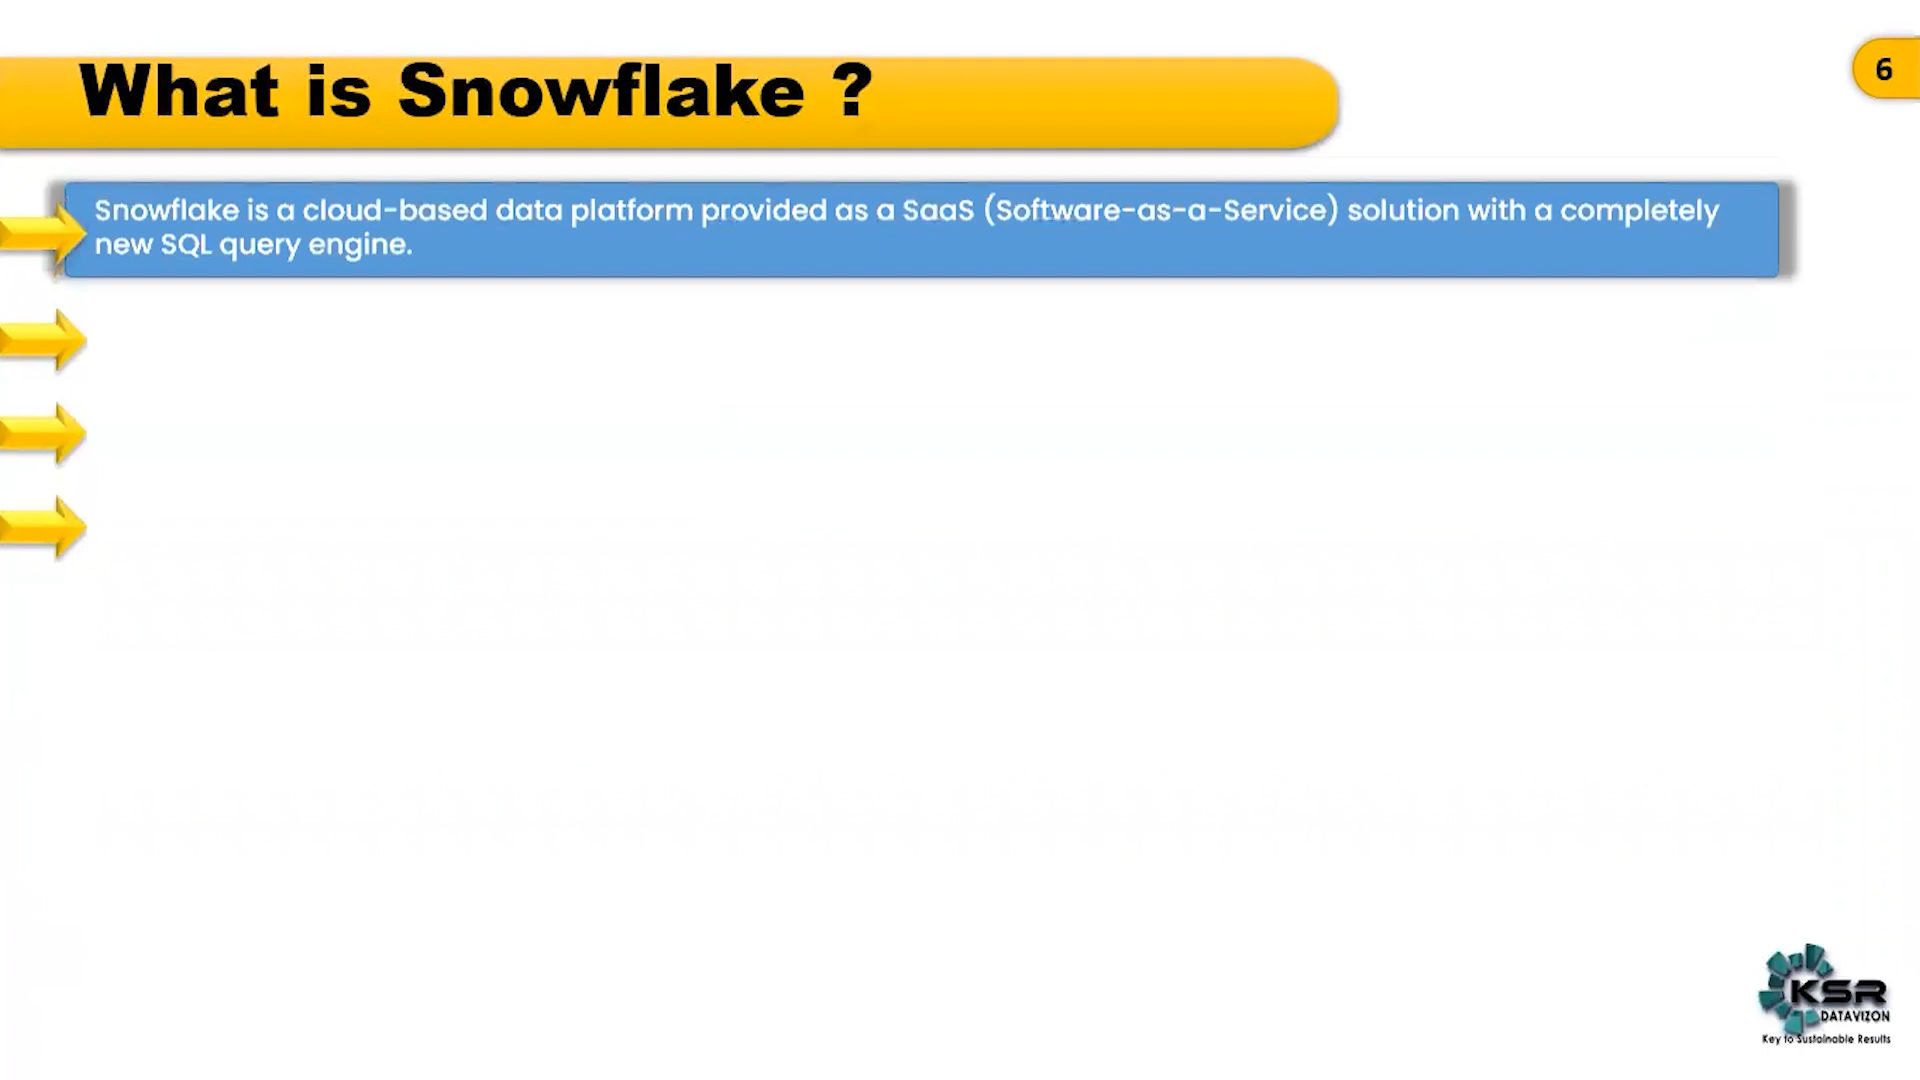 What is Snowflake ?
6
Snowflake is a cloud-based data platform provided as a SaaS (Software-as-a-Service) solution with a completely
new SQL query engine.
KSR
DATAVIZON
Key to Sustainable Results